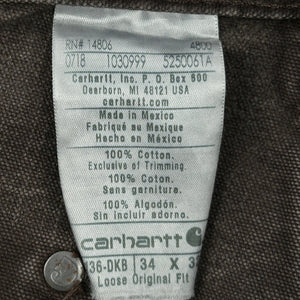 RN# 14806 4800
0718 1030999 5250061A
Carhartt, Inc. P. O. Box 600
Dearborn, MI 48121 USA
carhartt.com
Made in Mexico
Fabriqué au Mexique
Hecho en México
100% Cotton.
Exclusive of Trimming.
100% Coton.
Sans garniture.
100% Algodón.
Sin incluir adorno.
carhartt
136-DKB 34 X 3
Loose Original Fit